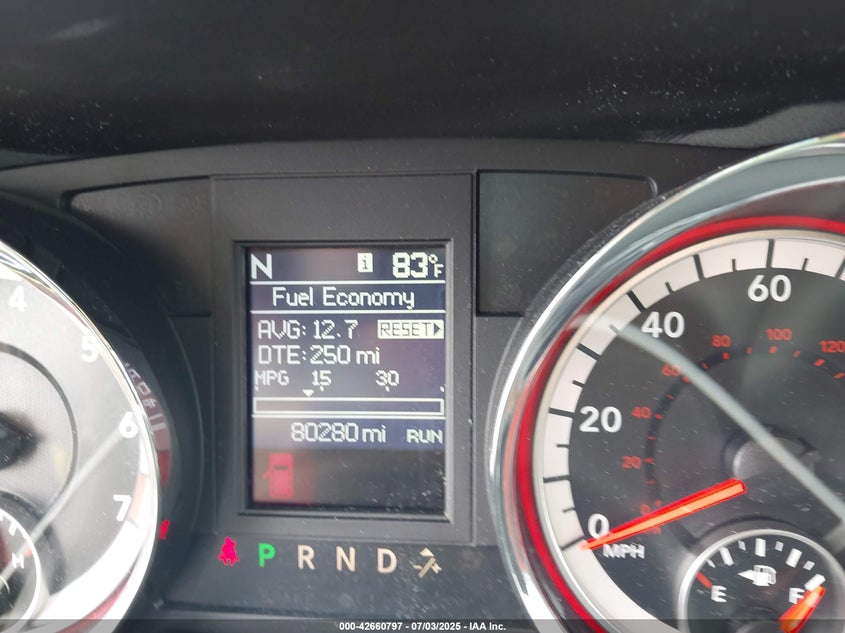 N i 83°F
Fuel Economy
AVG: 12.7 RESET
DTE: 250 mi
MPG 15 30
80280 mi RUN
P R N D
4
5
6
7
H
0
20
40
60
MPH
20
40
60
80
100
120
E F
000-42660797 - 07/03/2025 - IAA Inc.